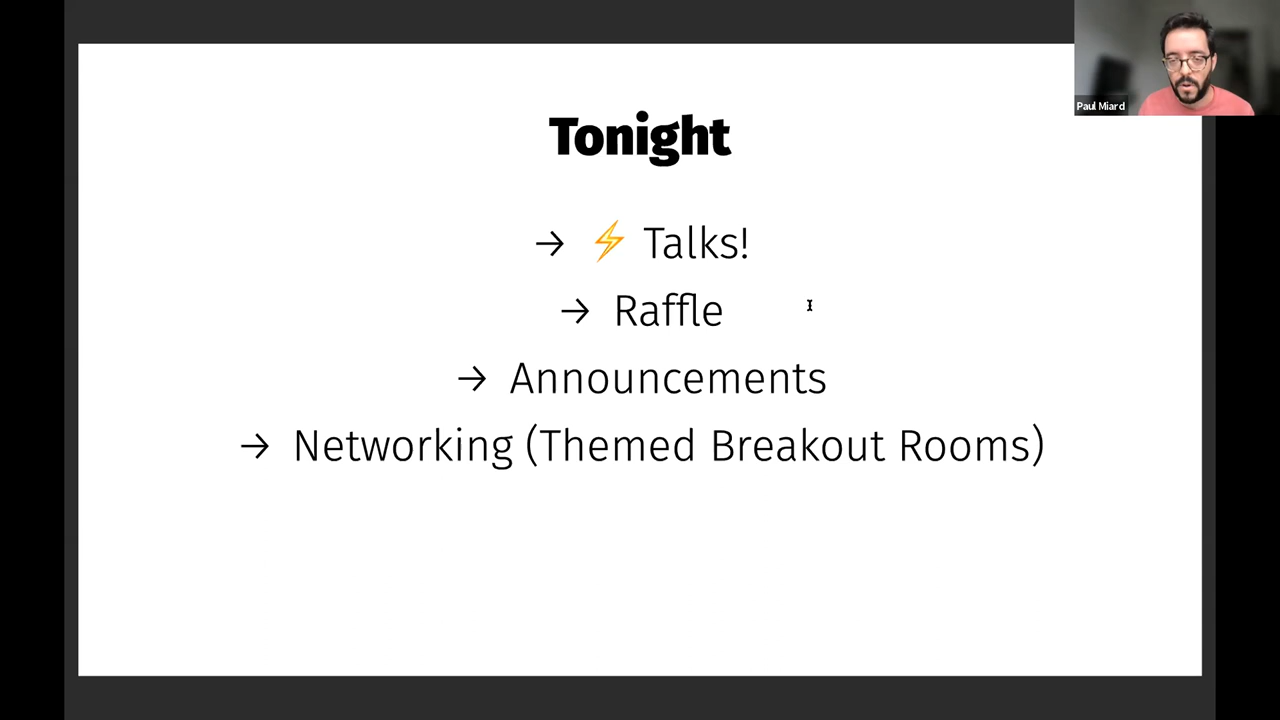 Tonight
→ ⚡ Talks!
→ Raffle
→ Announcements
→ Networking (Themed Breakout Rooms)
Paul Miard